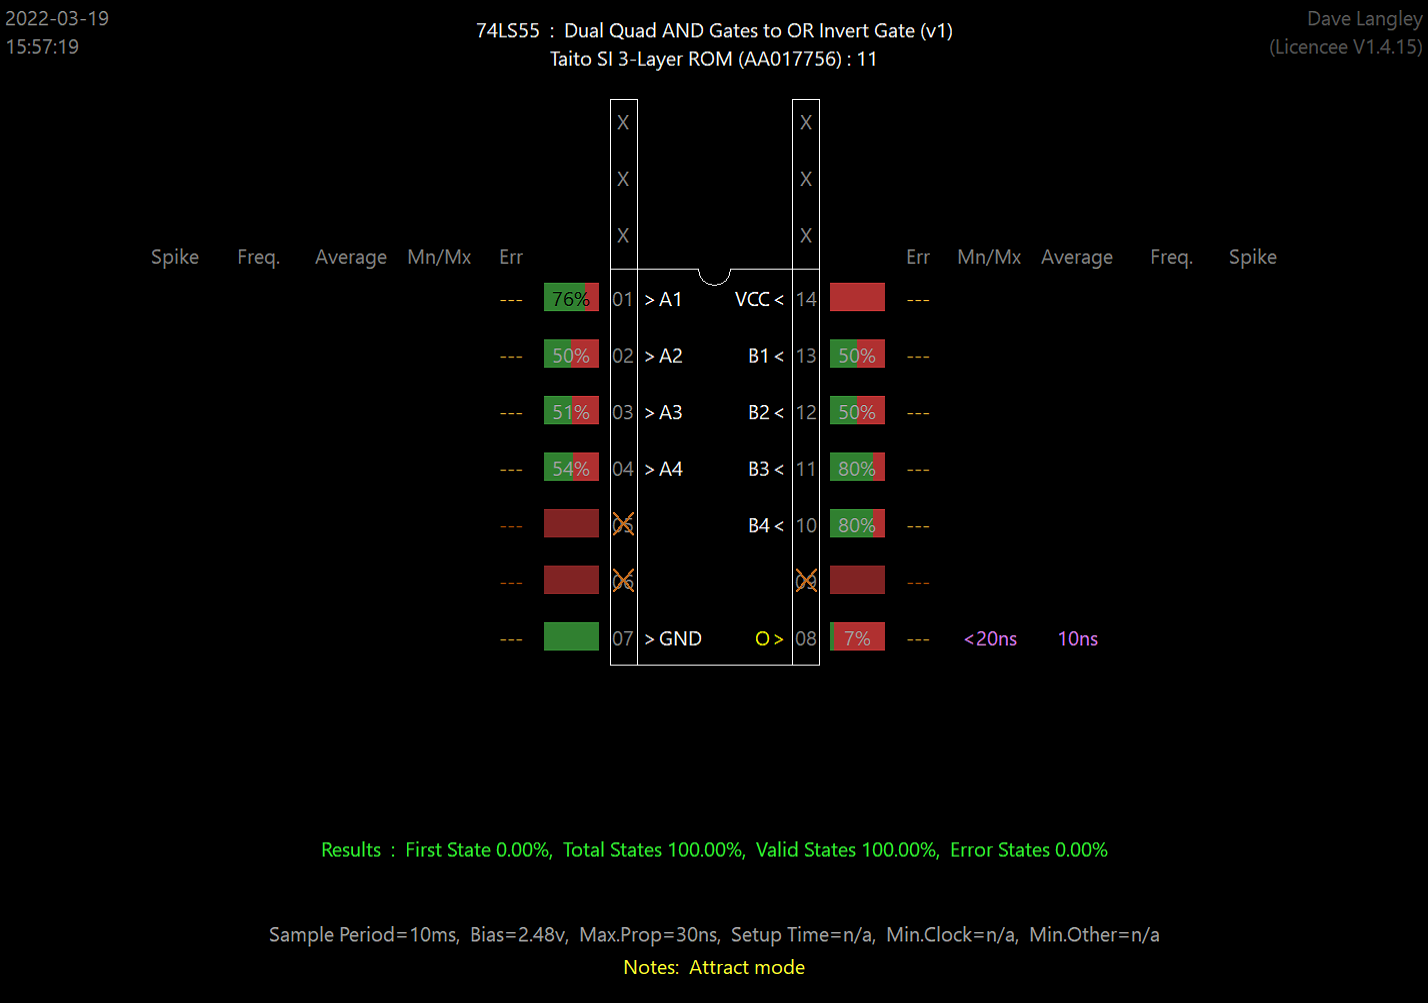 2022-03-19
15:57:19
74LS55 : Dual Quad AND Gates to OR Invert Gate (v1)
Taito SI 3-Layer ROM (AA017756) : 11
Dave Langley
(Licencee V1.4.15)
X X
X X
X X
Spike Freq. Average Mn/Mx Err Err Mn/Mx Average Freq. Spike
--- 76% 01 > A1 VCC < 14 ---
--- 50% 02 > A2 B1 < 13 50% ---
--- 51% 03 > A3 B2 < 12 50% ---
--- 54% 04 > A4 B3 < 11 80% ---
--- 05 B4 < 10 80% ---
--- 06 09 ---
--- 07 > GND O > 08 7% --- <20ns 10ns
Results : First State 0.00%, Total States 100.00%, Valid States 100.00%, Error States 0.00%
Sample Period=10ms, Bias=2.48v, Max.Prop=30ns, Setup Time=n/a, Min.Clock=n/a, Min.Other=n/a
Notes: Attract mode